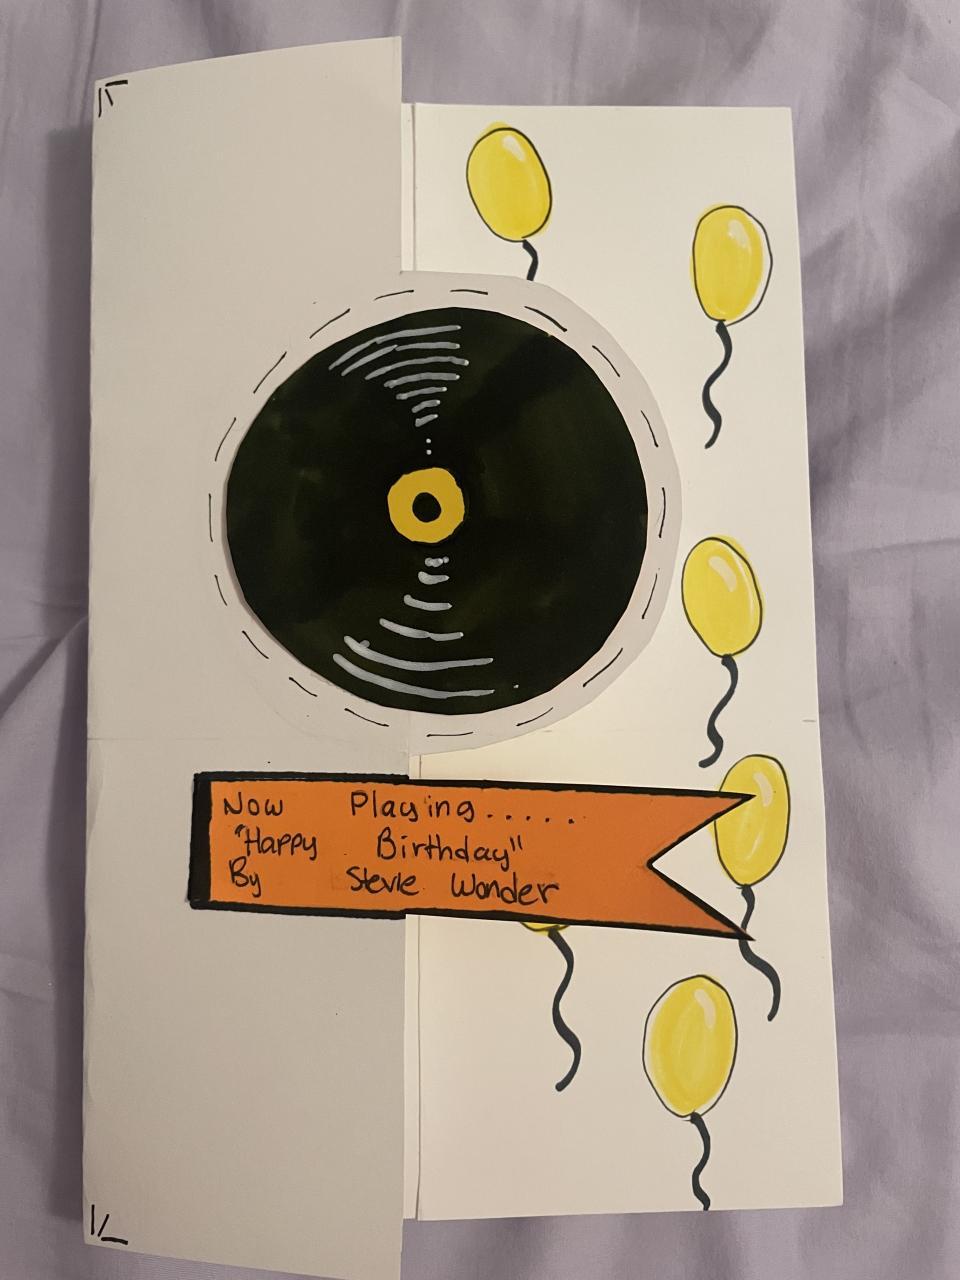 Now Playing.....
"Happy Birthday"
By Stevie Wonder